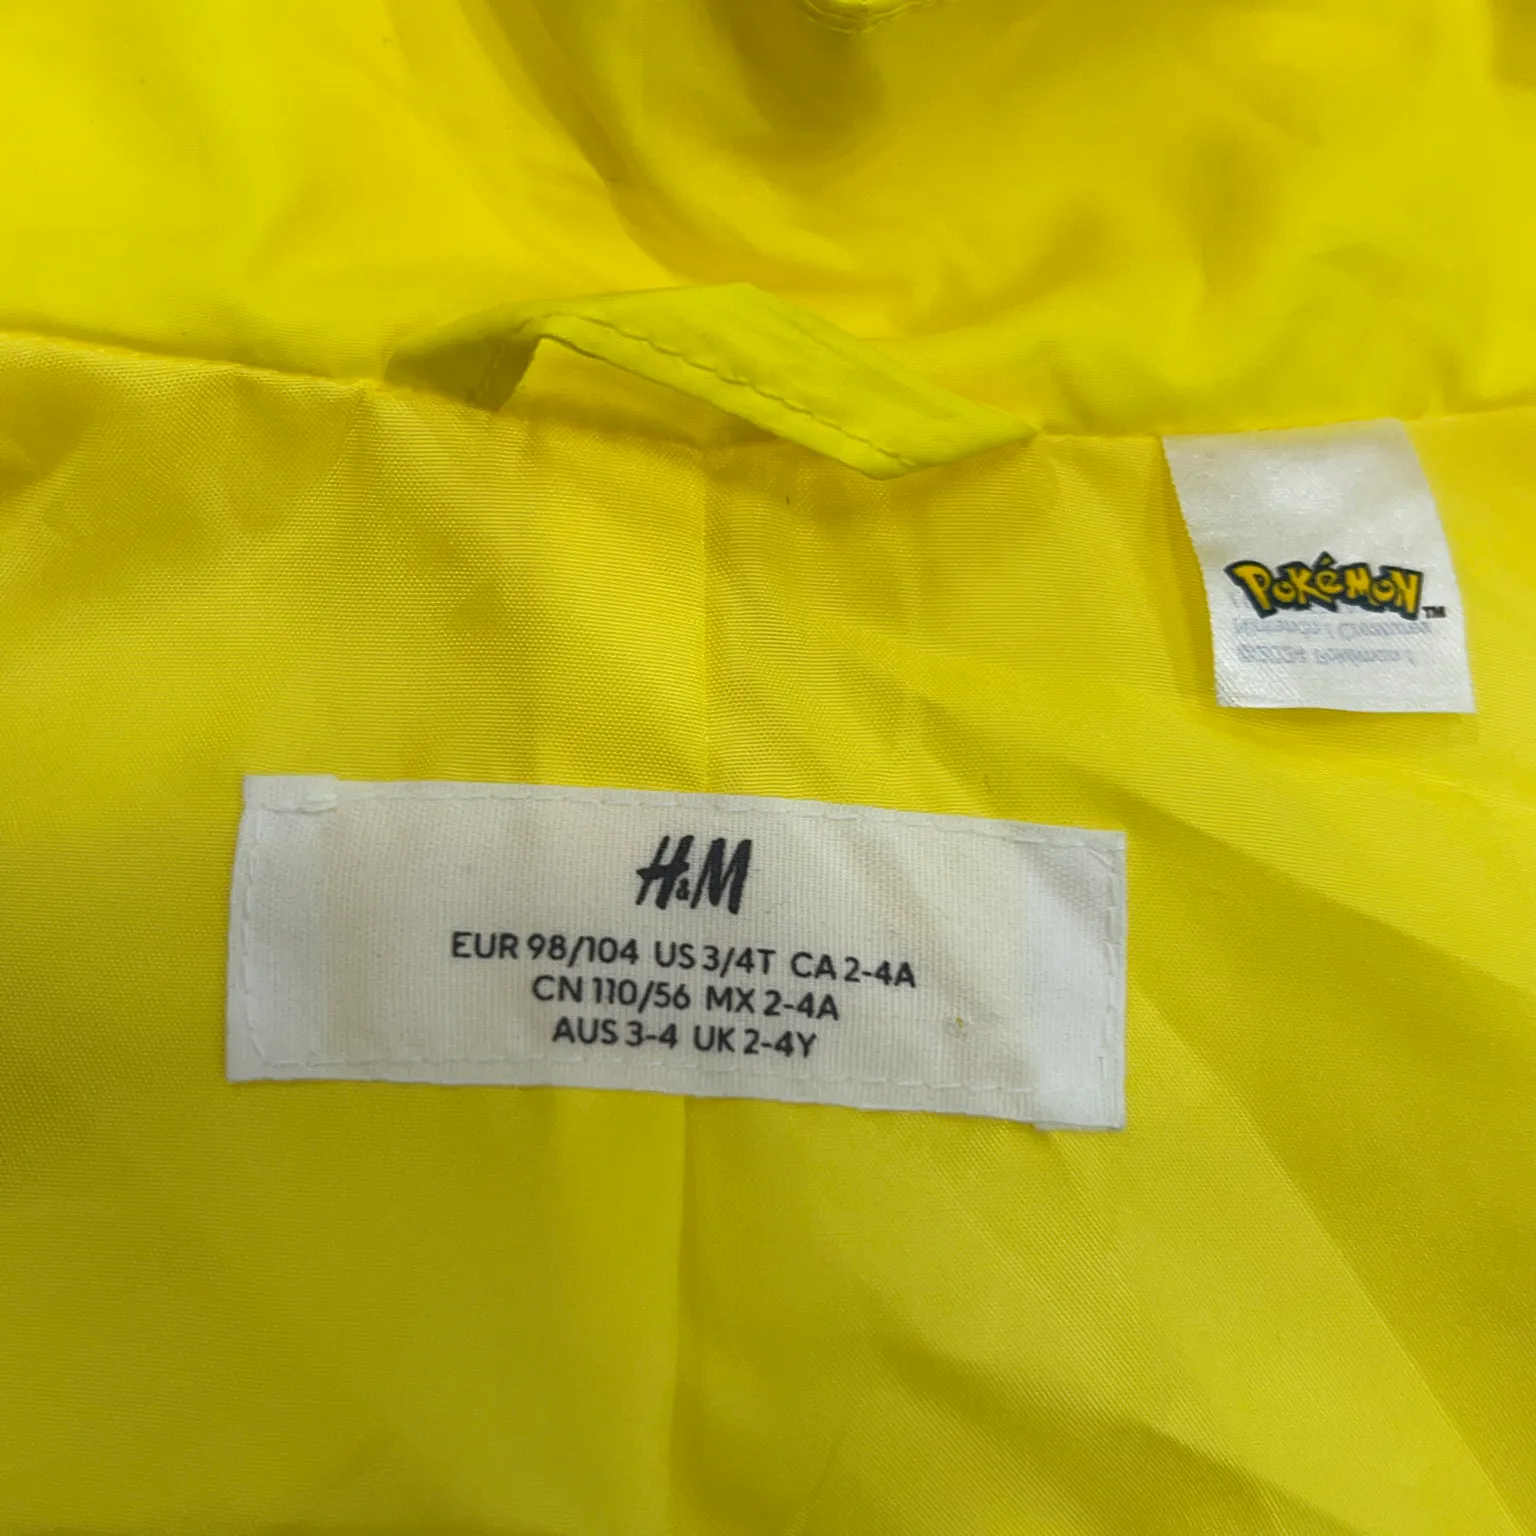 POKéMON™
H&M
EUR 98/104 US 3/4T CA 2-4A
CN 110/56 MX 2-4A
AUS 3-4 UK 2-4Y